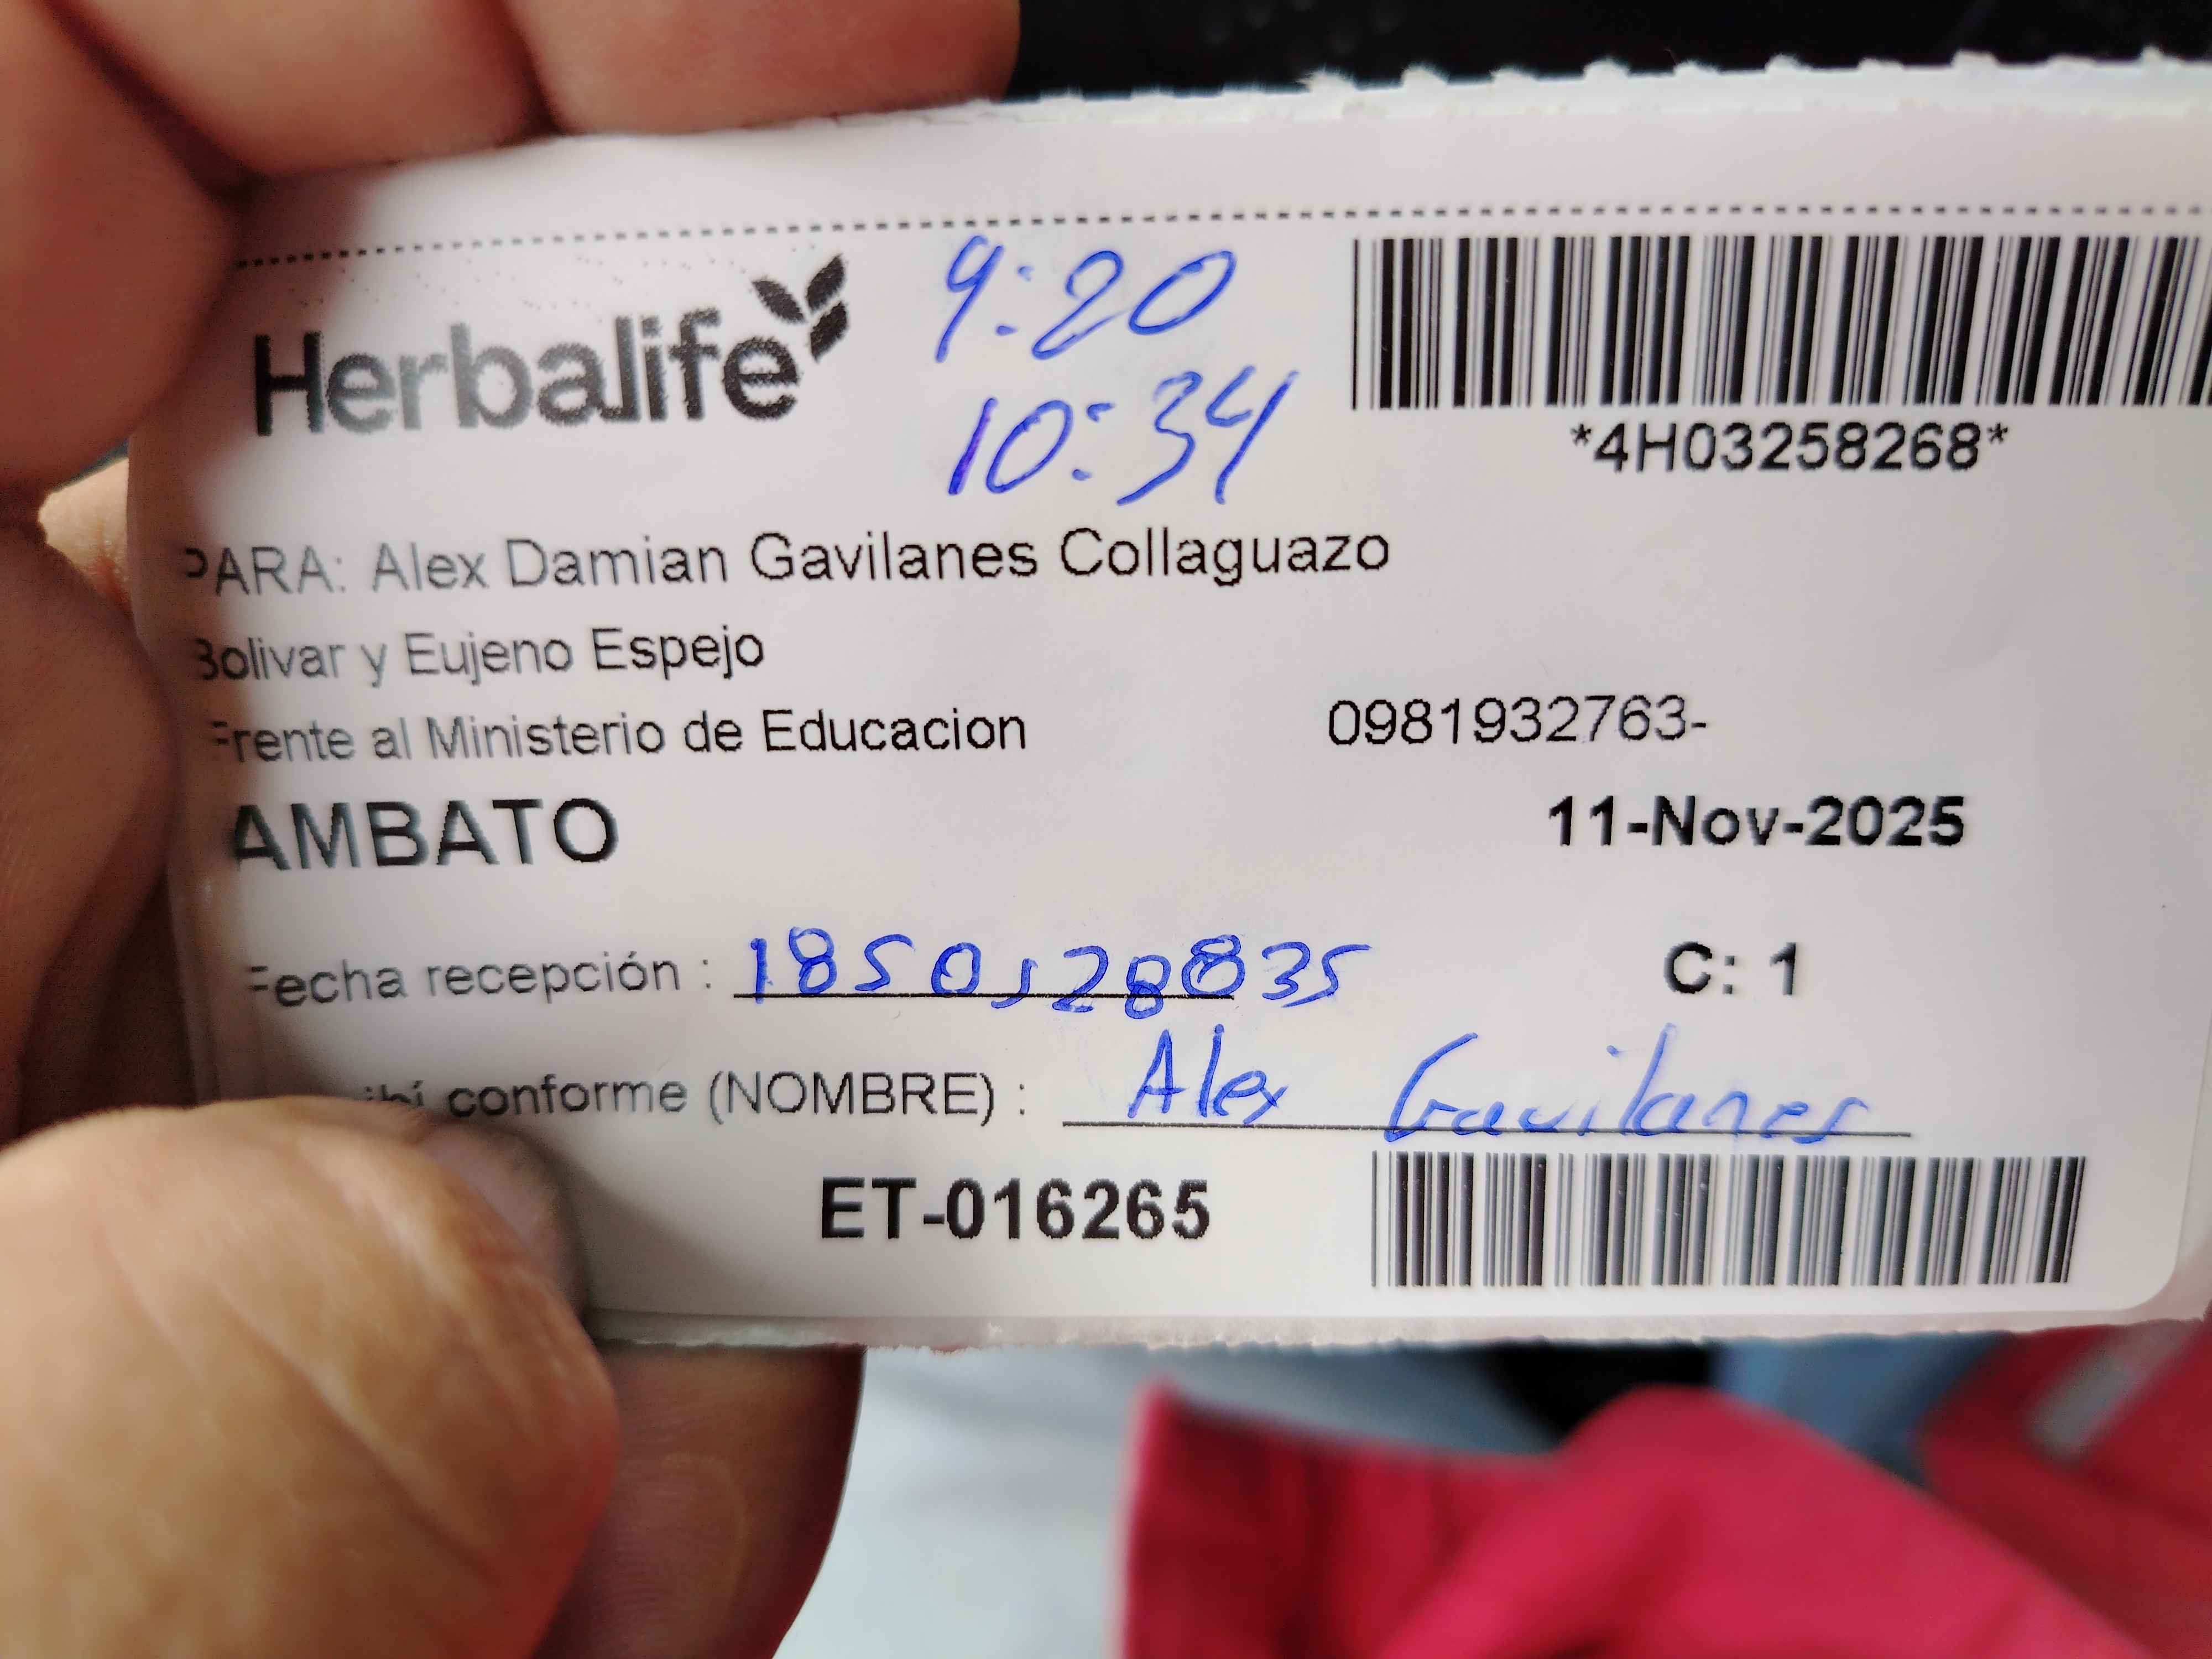 Herbalife
9:20
10:34
*4H03258268*
PARA: Alex Damian Gavilanes Collaguazo
Bolivar y Eujeno Espejo
Frente al Ministerio de Educacion 0981932763-
AMBATO
11-Nov-2025
Fecha recepción :
C: 1
conforme (NOMBRE) : Alex Gavilanes
ET-016265